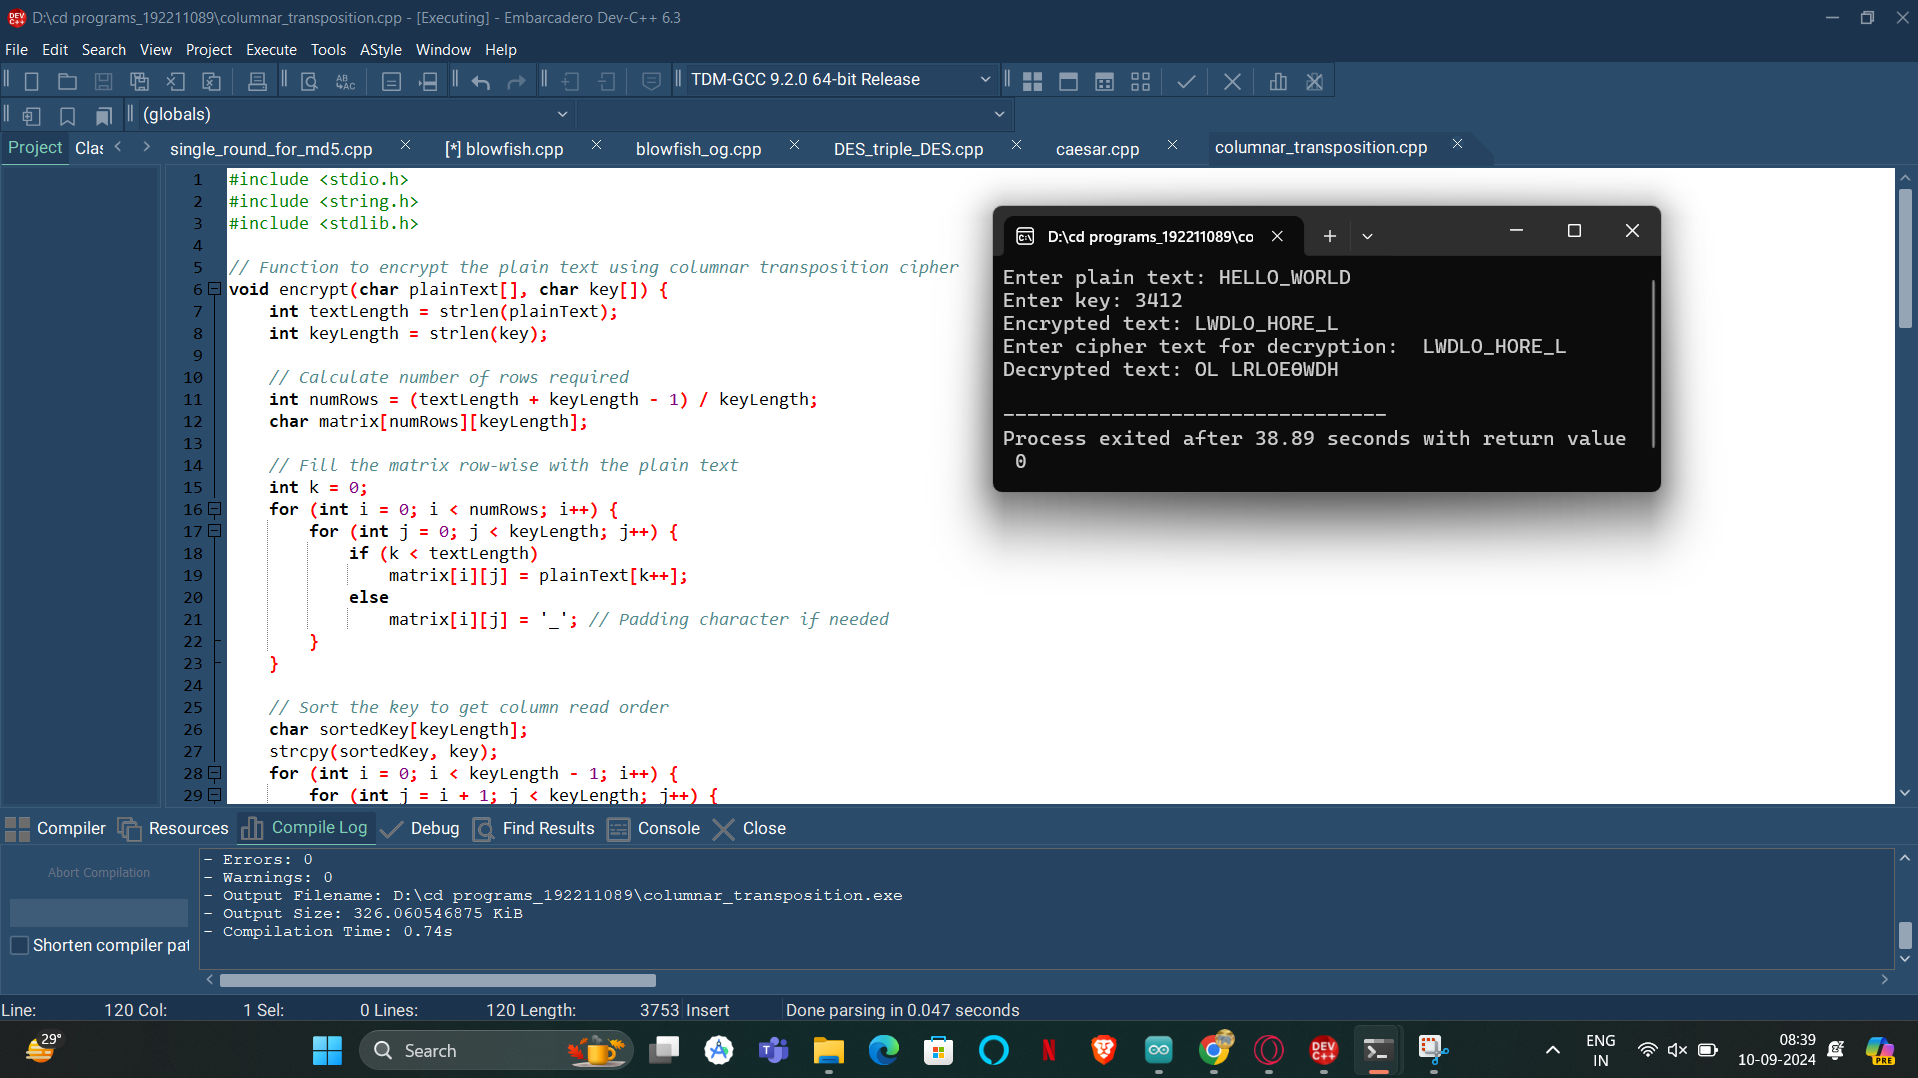 D:\cd programs_192211089\columnar_transposition.cpp - [Executing] - Embarcadero Dev-C++ 6.3
File Edit Search View Project Execute Tools AStyle Window Help
TDM-GCC 9.2.0 64-bit Release
(globals)
Project Clas
single_round_for_md5.cpp [*] blowfish.cpp blowfish_og.cpp DES_triple_DES.cpp caesar.cpp columnar_transposition.cpp
1 #include <stdio.h>
2 #include <string.h>
3 #include <stdlib.h>
4
5 // Function to encrypt the plain text using columnar transposition cipher
6 void encrypt(char plainText[], char key[]) {
7 int textLength = strlen(plainText);
8 int keyLength = strlen(key);
9
10 // Calculate number of rows required
11 int numRows = (textLength + keyLength - 1) / keyLength;
12 char matrix[numRows][keyLength];
13
14 // Fill the matrix row-wise with the plain text
15 int k = 0;
16 for (int i = 0; i < numRows; i++) {
17 for (int j = 0; j < keyLength; j++) {
18 if (k < textLength)
19 matrix[i][j] = plainText[k++];
20 else
21 matrix[i][j] = '_'; // Padding character if needed
22 }
23 }
24
25 // Sort the key to get column read order
26 char sortedKey[keyLength];
27 strcpy(sortedKey, key);
28 for (int i = 0; i < keyLength - 1; i++) {
29 for (int j = i + 1; j < keyLength; j++) {
D:\cd programs_192211089\co
Enter plain text: HELLO_WORLD
Enter key: 3412
Encrypted text: LWDLO_HORE_L
Enter cipher text for decryption:  LWDLO_HORE_L
Decrypted text: OL LRLOEΘWDH
--------------------------------
Process exited after 38.89 seconds with return value
0
Compiler Resources Compile Log Debug Find Results Console Close
Abort Compilation
Shorten compiler pat
- Errors: 0
- Warnings: 0
- Output Filename: D:\cd programs_192211089\columnar_transposition.exe
- Output Size: 326.060546875 KiB
- Compilation Time: 0.74s
Line: 120 Col: 1 Sel: 0 Lines: 120 Length: 3753 Insert Done parsing in 0.047 seconds
29°
Search
DEV C++
PRE
ENG
IN
08:39
10-09-2024